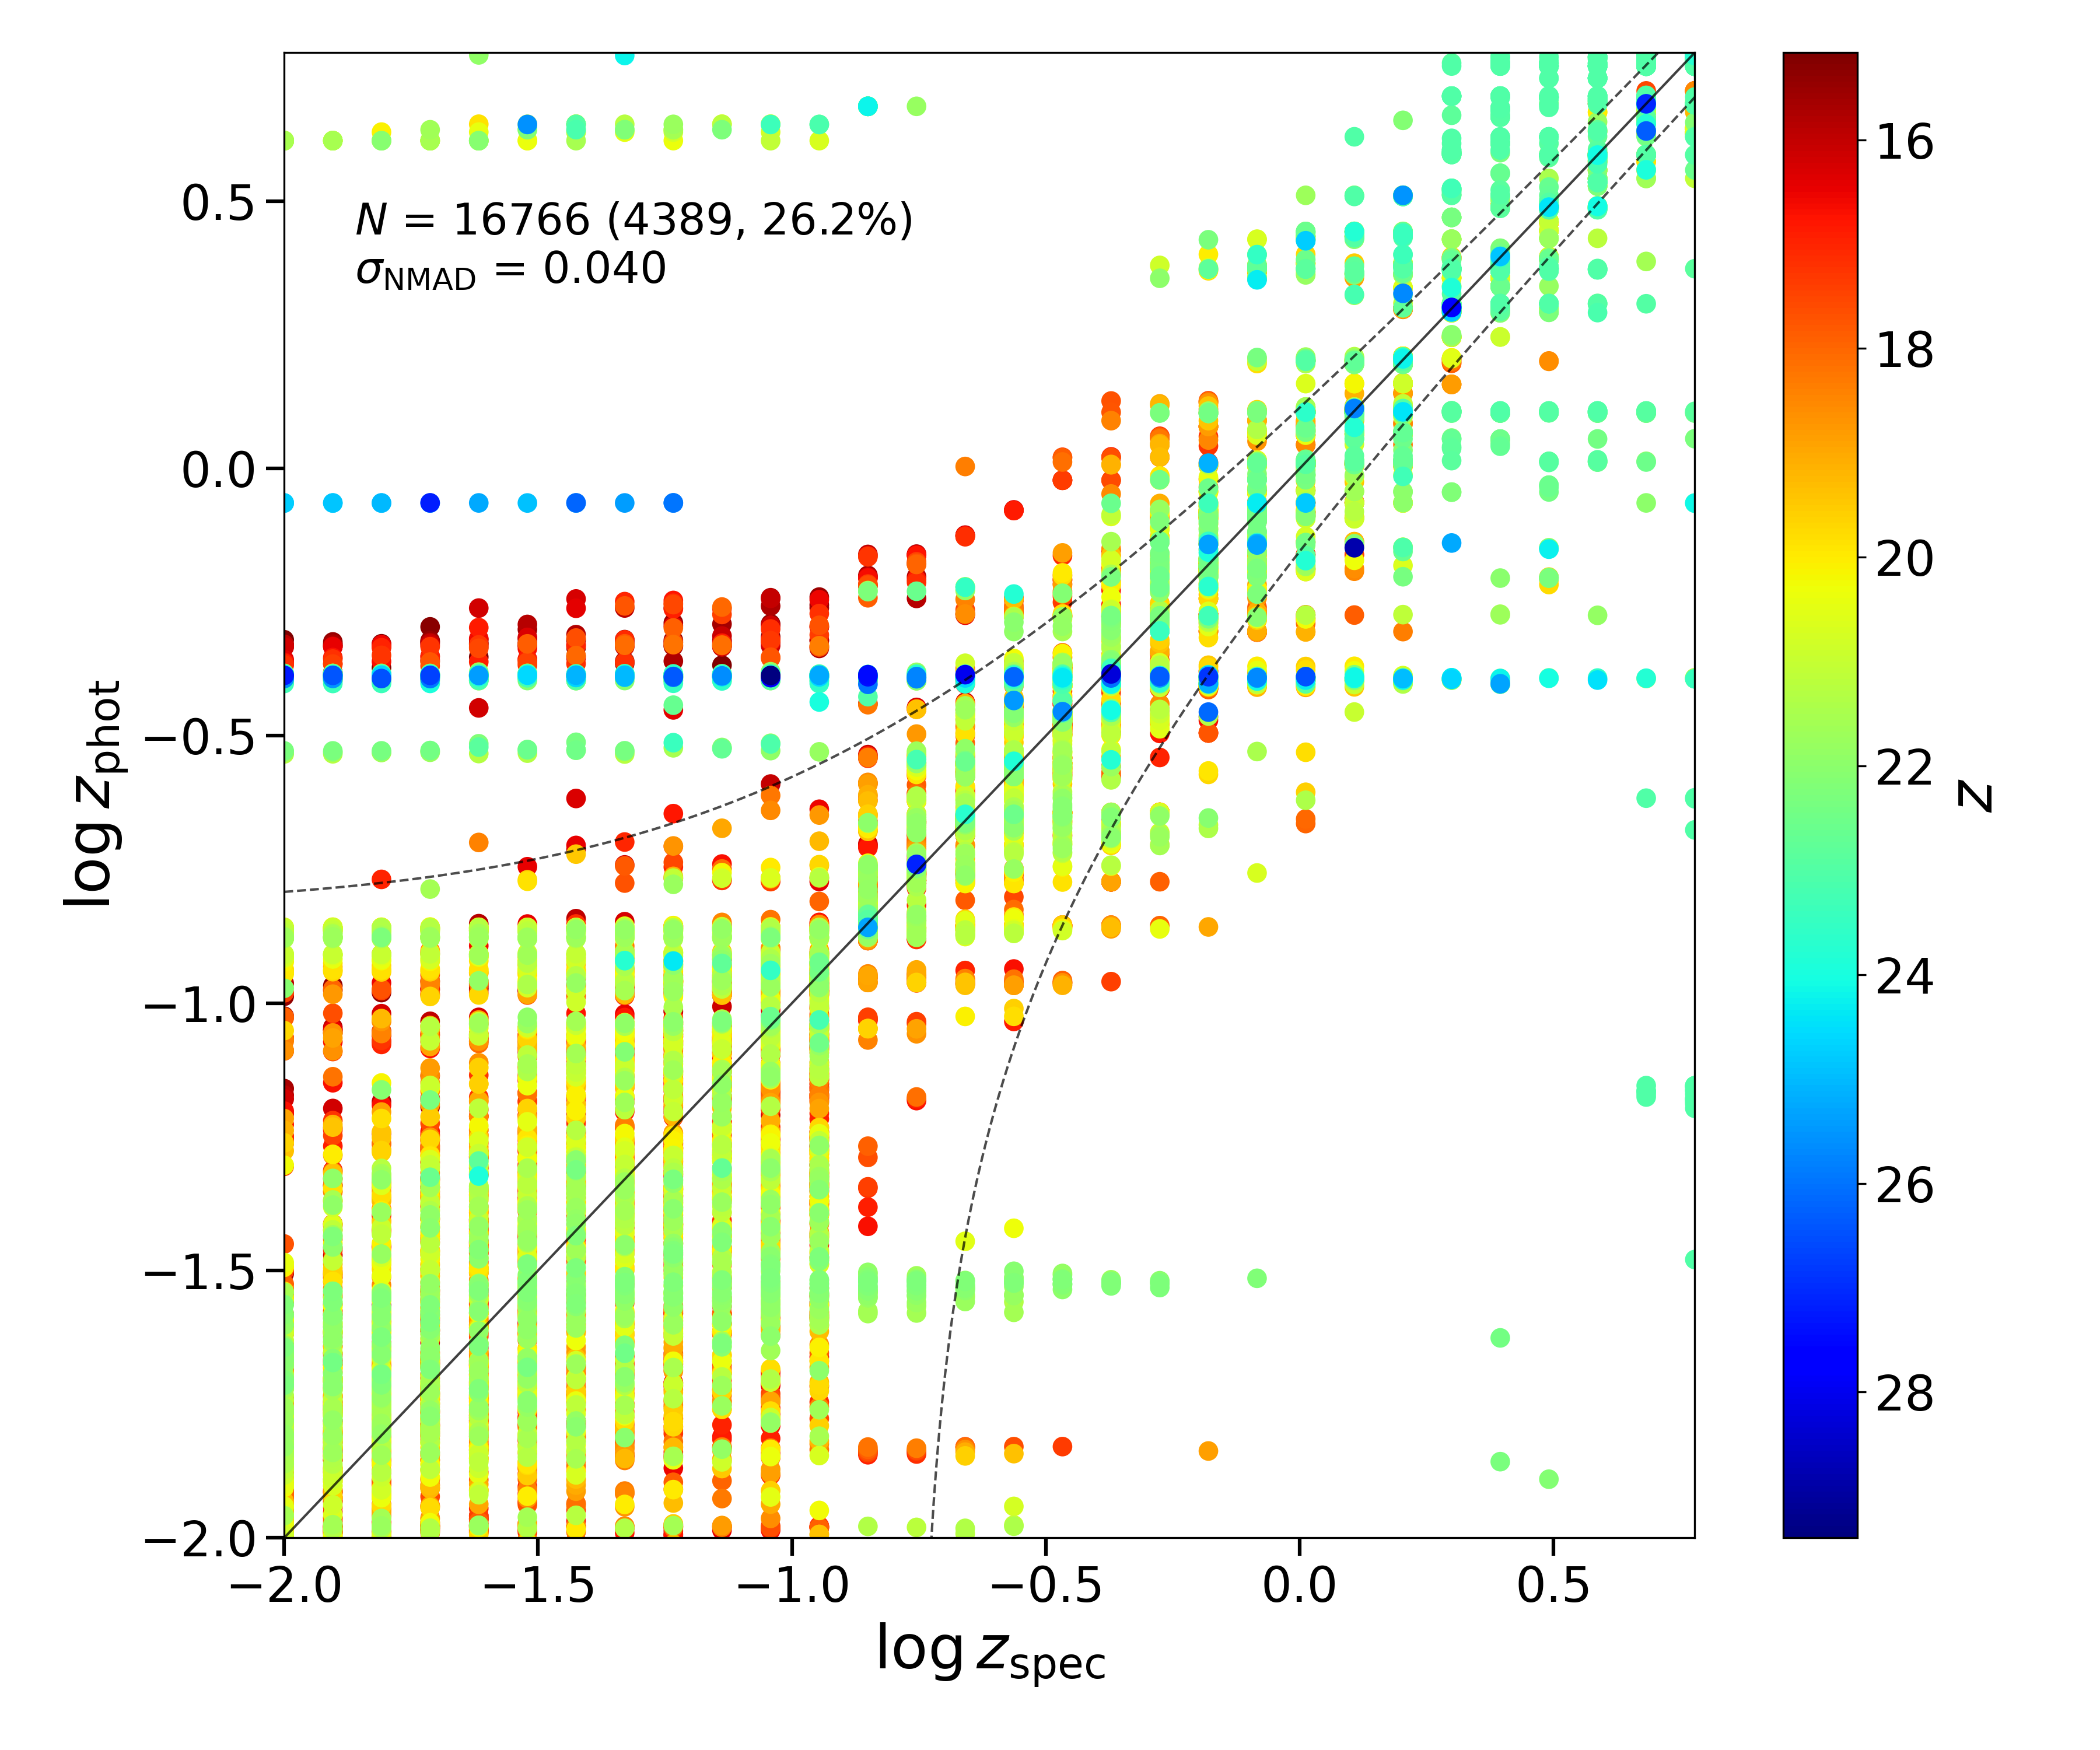 N = 16766 (4389, 26.2%)
σNMAD = 0.040
0.5
0.0
−0.5
−1.0
−1.5
−2.0
log zphot
−2.0 −1.5 −1.0 −0.5 0.0 0.5
log zspec
16
18
20
22
24
26
28
z